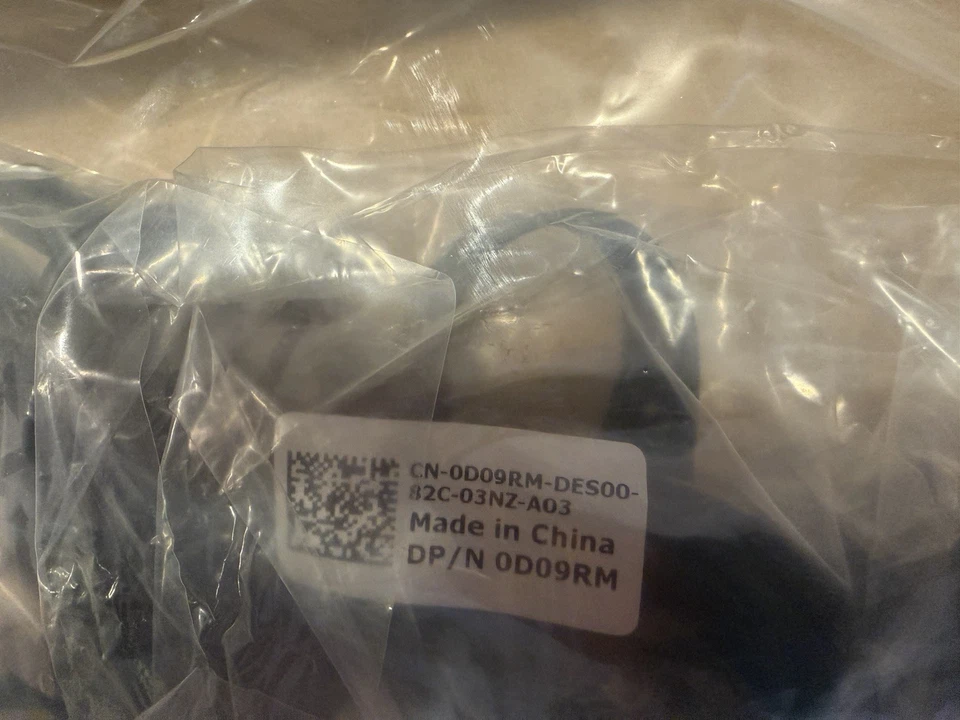 CN-0D09RM-DES00-
82C-03NZ-A03
Made in China
DP/N 0D09RM